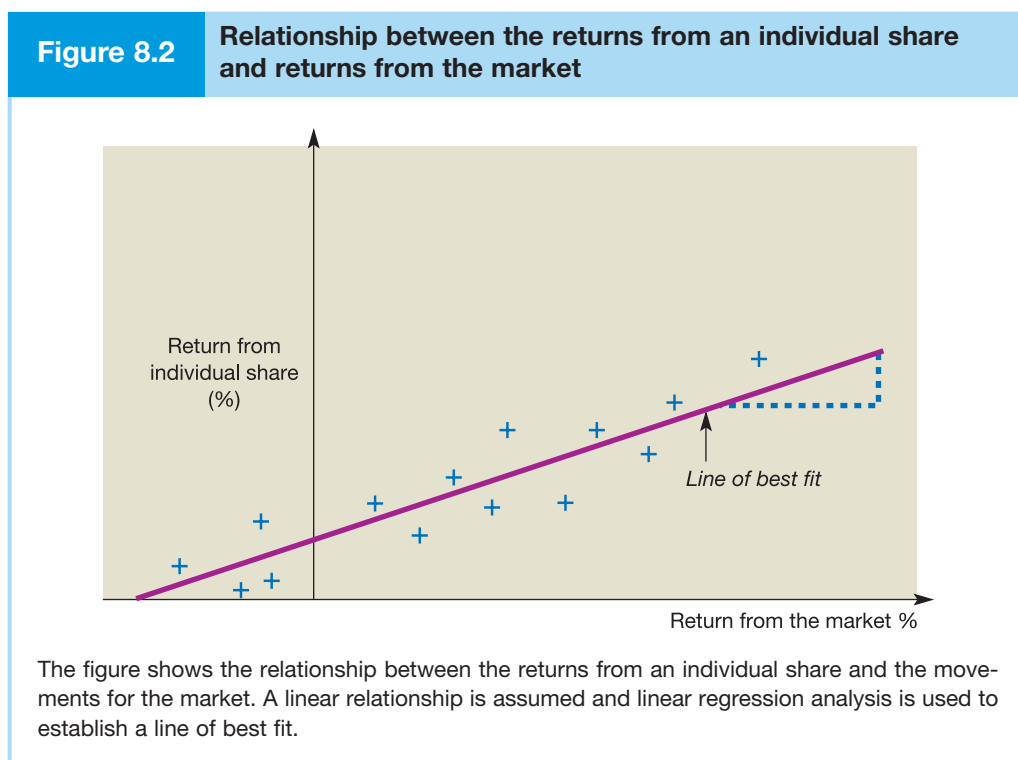 Figure 8.2
Relationship between the returns from an individual share
and returns from the market
Return from
individual share
(%)
Line of best fit
Return from the market %
The figure shows the relationship between the returns from an individual share and the move-
ments for the market. A linear relationship is assumed and linear regression analysis is used to
establish a line of best fit.